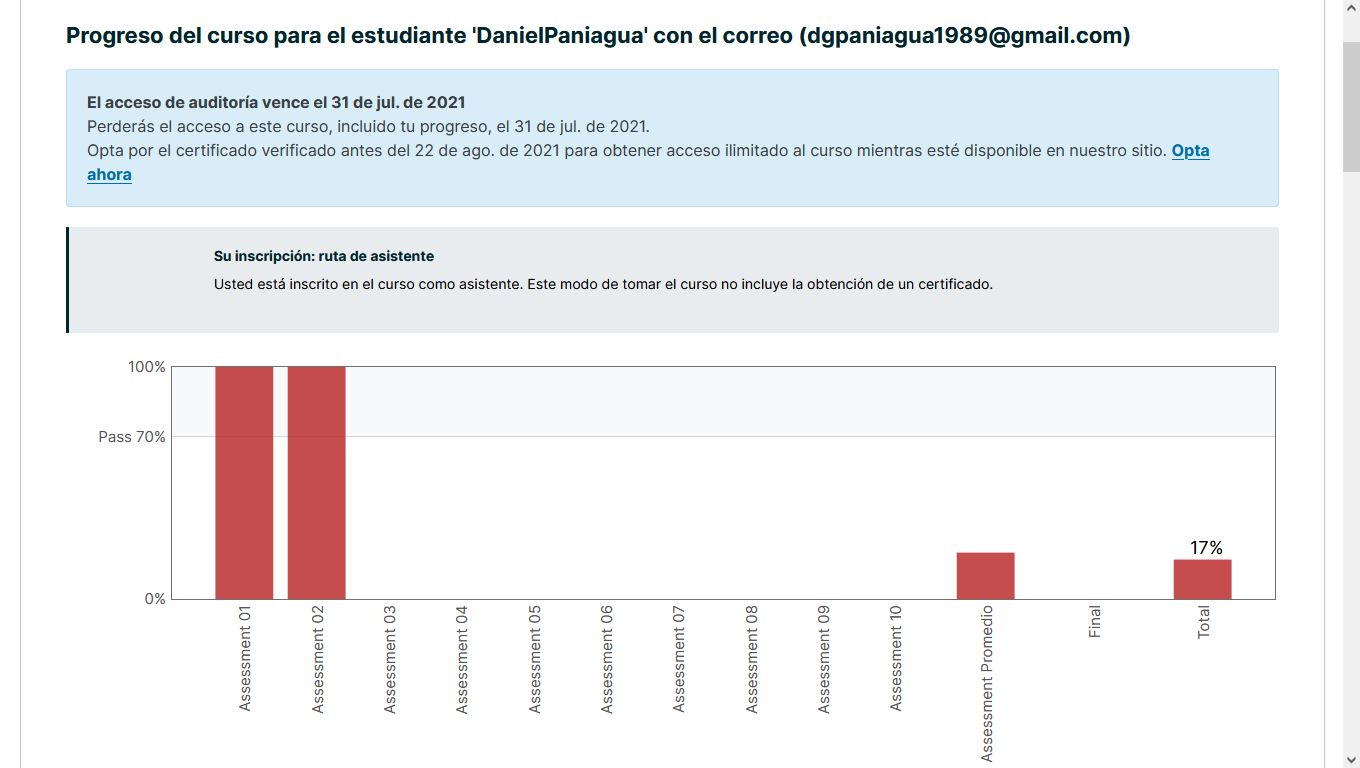 Progreso del curso para el estudiante 'DanielPaniagua' con el correo (dgpaniagua1989@gmail.com)
El acceso de auditoría vence el 31 de jul. de 2021
Perderás el acceso a este curso, incluido tu progreso, el 31 de jul. de 2021.
Opta por el certificado verificado antes del 22 de ago. de 2021 para obtener acceso ilimitado al curso mientras esté disponible en nuestro sitio. Opta
ahora
Su inscripción: ruta de asistente
Usted está inscrito en el curso como asistente. Este modo de tomar el curso no incluye la obtención de un certificado.
100%
Pass 70%
17%
0%
Assessment 01
Assessment 02
Assessment 03
Assessment 04
Assessment 05
Assessment 06
Assessment 07
Assessment 08
Assessment 09
Assessment 10
Assessment Promedio
Final
Total